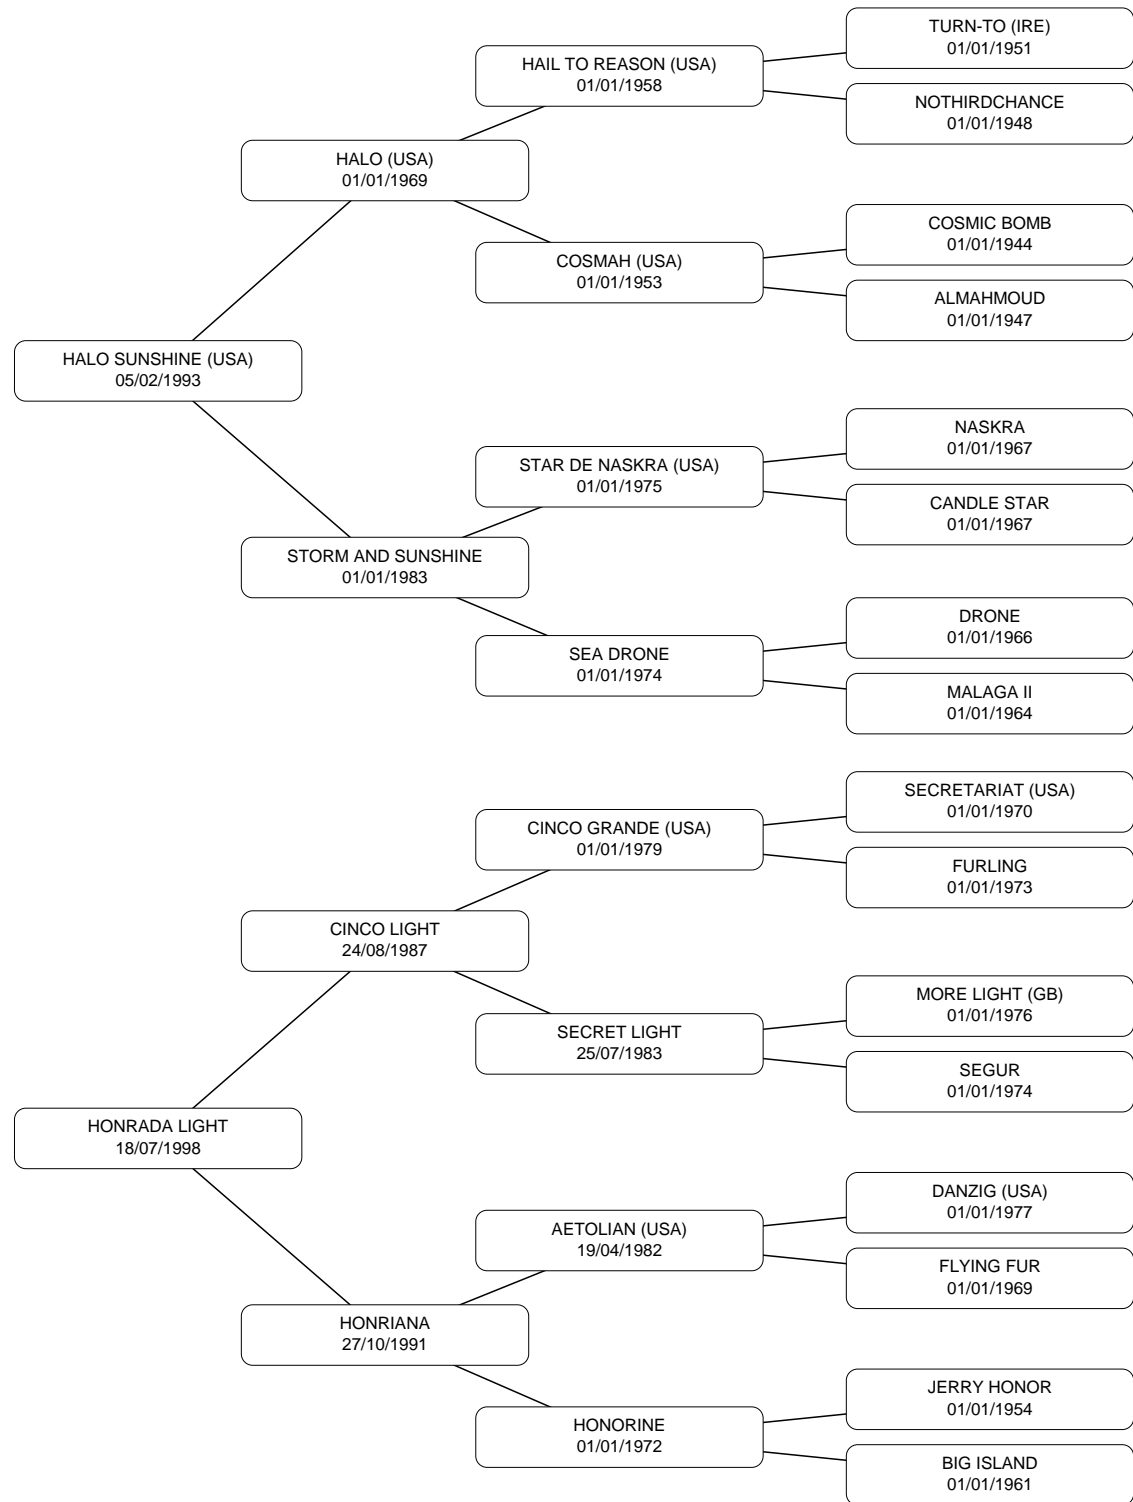 TURN-TO (IRE)
01/01/1951
HAIL TO REASON (USA)
01/01/1958
NOTHIRDCHANCE
01/01/1948
HALO (USA)
01/01/1969
COSMIC BOMB
01/01/1944
COSMAH (USA)
01/01/1953
ALMAHMOUD
01/01/1947
HALO SUNSHINE (USA)
05/02/1993
NASKRA
01/01/1967
STAR DE NASKRA (USA)
01/01/1975
CANDLE STAR
01/01/1967
STORM AND SUNSHINE
01/01/1983
DRONE
01/01/1966
SEA DRONE
01/01/1974
MALAGA II
01/01/1964
SECRETARIAT (USA)
01/01/1970
CINCO GRANDE (USA)
01/01/1979
FURLING
01/01/1973
CINCO LIGHT
24/08/1987
MORE LIGHT (GB)
01/01/1976
SECRET LIGHT
25/07/1983
SEGUR
01/01/1974
HONRADA LIGHT
18/07/1998
DANZIG (USA)
01/01/1977
AETOLIAN (USA)
19/04/1982
FLYING FUR
01/01/1969
HONRIANA
27/10/1991
JERRY HONOR
01/01/1954
HONORINE
01/01/1972
BIG ISLAND
01/01/1961